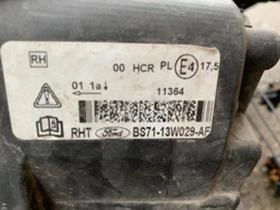 RH 00 HCR PL E4 17,5
01 1a↓
11364
RHT Ford BS71-13W029-AF